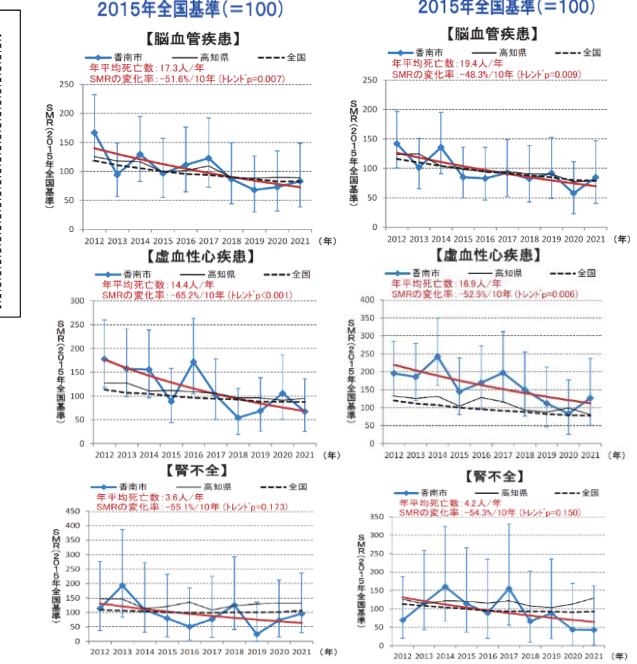 2015年全国基準(=100)
【脳血管疾患】
香南市 高知県 全国
年平均死亡数:17.3人/年
SMRの変化率:-51.6%/10年(トレンドp=0.007)
SMR(2015年全国基準)
250
200
150
100
50
0
2012 2013 2014 2015 2016 2017 2018 2019 2020 2021 (年)
【虚血性心疾患】
香南市 高知県 全国
年平均死亡数:14.4人/年
SMRの変化率:-65.2%/10年(トレンドp<0.001)
SMR(2015年全国基準)
300
250
200
150
100
50
0
2012 2013 2014 2015 2016 2017 2018 2019 2020 2021 (年)
【腎不全】
香南市 高知県 全国
年平均死亡数:3.6人/年
SMRの変化率:-55.1%/10年(トレンドp=0.173)
SMR(2015年全国基準)
450
400
350
300
250
200
150
100
50
0
2012 2013 2014 2015 2016 2017 2018 2019 2020 2021 (年)
2015年全国基準(=100)
【脳血管疾患】
香南市 高知県 全国
年平均死亡数:19.4人/年
SMRの変化率:-48.3%/10年(トレンドp=0.009)
SMR(2015年全国基準)
250
200
150
100
50
0
2012 2013 2014 2015 2016 2017 2018 2019 2020 2021 (年)
【虚血性心疾患】
香南市 高知県 全国
年平均死亡数:16.9人/年
SMRの変化率:-52.5%/10年(トレンドp=0.006)
SMR(2015年全国基準)
400
350
300
250
200
150
100
50
0
2012 2013 2014 2015 2016 2017 2018 2019 2020 2021 (年)
【腎不全】
香南市 高知県 全国
年平均死亡数:4.2人/年
SMRの変化率:-54.3%/10年(トレンドp=0.150)
SMR(2015年全国基準)
350
300
250
200
150
100
50
0
2012 2013 2014 2015 2016 2017 2018 2019 2020 2021 (年)